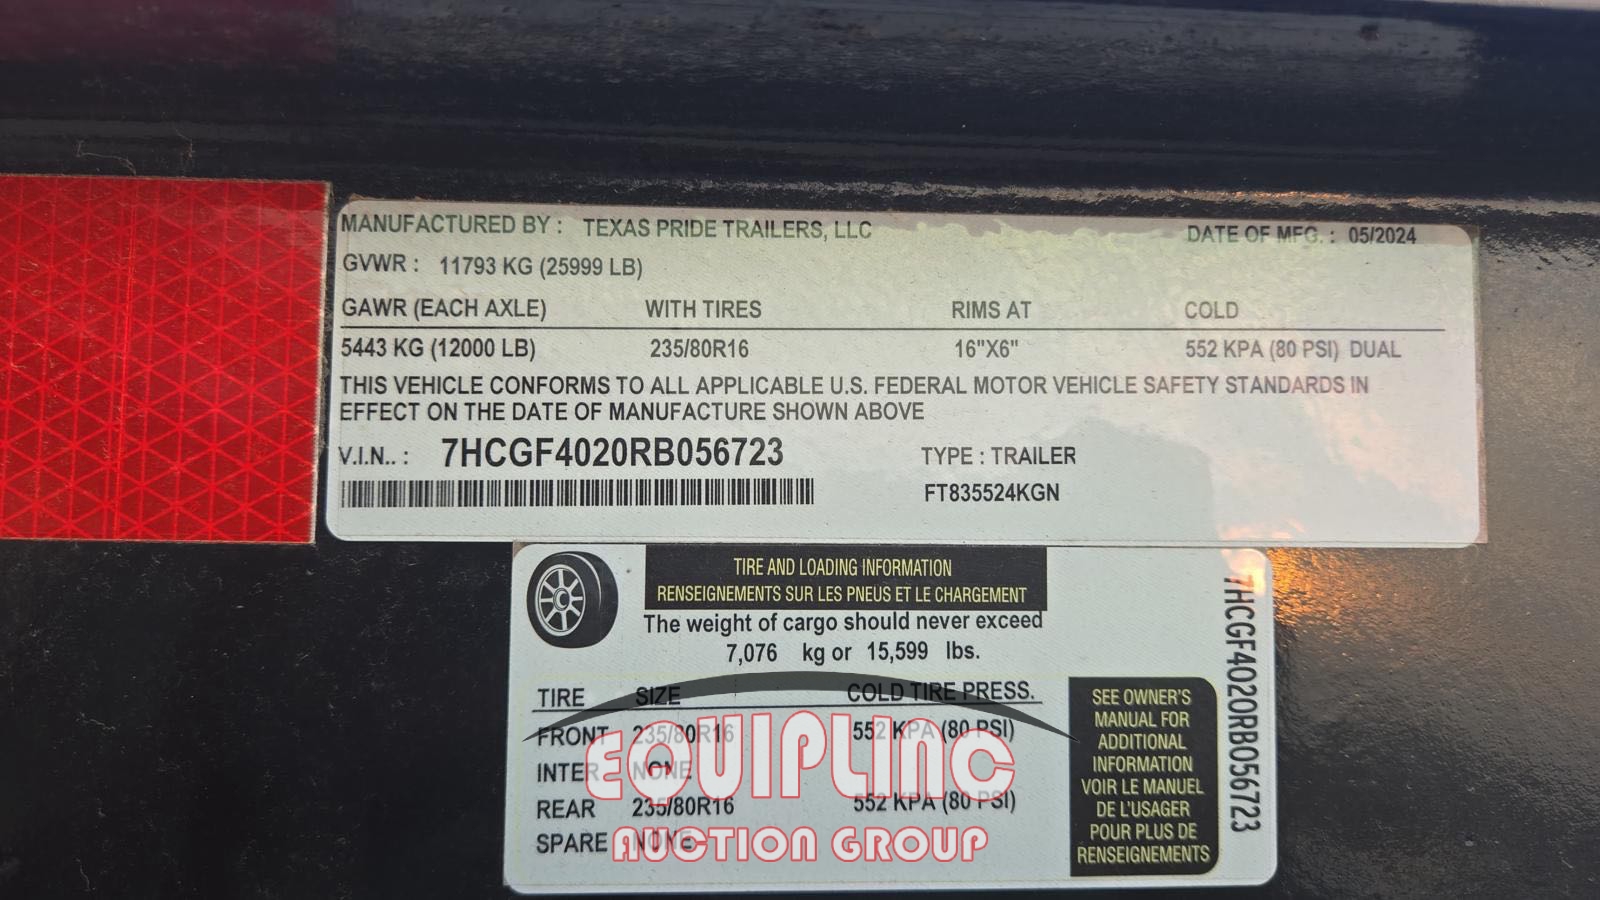 MANUFACTURED BY : TEXAS PRIDE TRAILERS, LLC DATE OF MFG. : 05/2024
GVWR : 11793 KG (25999 LB)
GAWR (EACH AXLE) WITH TIRES RIMS AT COLD
5443 KG (12000 LB) 235/80R16 16"X6" 552 KPA (80 PSI) DUAL
THIS VEHICLE CONFORMS TO ALL APPLICABLE U.S. FEDERAL MOTOR VEHICLE SAFETY STANDARDS IN
EFFECT ON THE DATE OF MANUFACTURE SHOWN ABOVE
V.I.N.. : 7HCGF4020RB056723 TYPE : TRAILER
FT835524KGN
TIRE AND LOADING INFORMATION
RENSEIGNEMENTS SUR LES PNEUS ET LE CHARGEMENT
The weight of cargo should never exceed
7,076 kg or 15,599 lbs.
TIRE SIZE COLD TIRE PRESS.
FRONT 235/80R16 552 KPA (80 PSI)
INTER NONE
REAR 235/80R16 552 KPA (80 PSI)
SPARE NONE
SEE OWNER'S
MANUAL FOR
ADDITIONAL
INFORMATION
VOIR LE MANUEL
DE L'USAGER
POUR PLUS DE
RENSEIGNEMENTS
7HCGF4020RB056723
EQUIPLINC
AUCTION GROUP